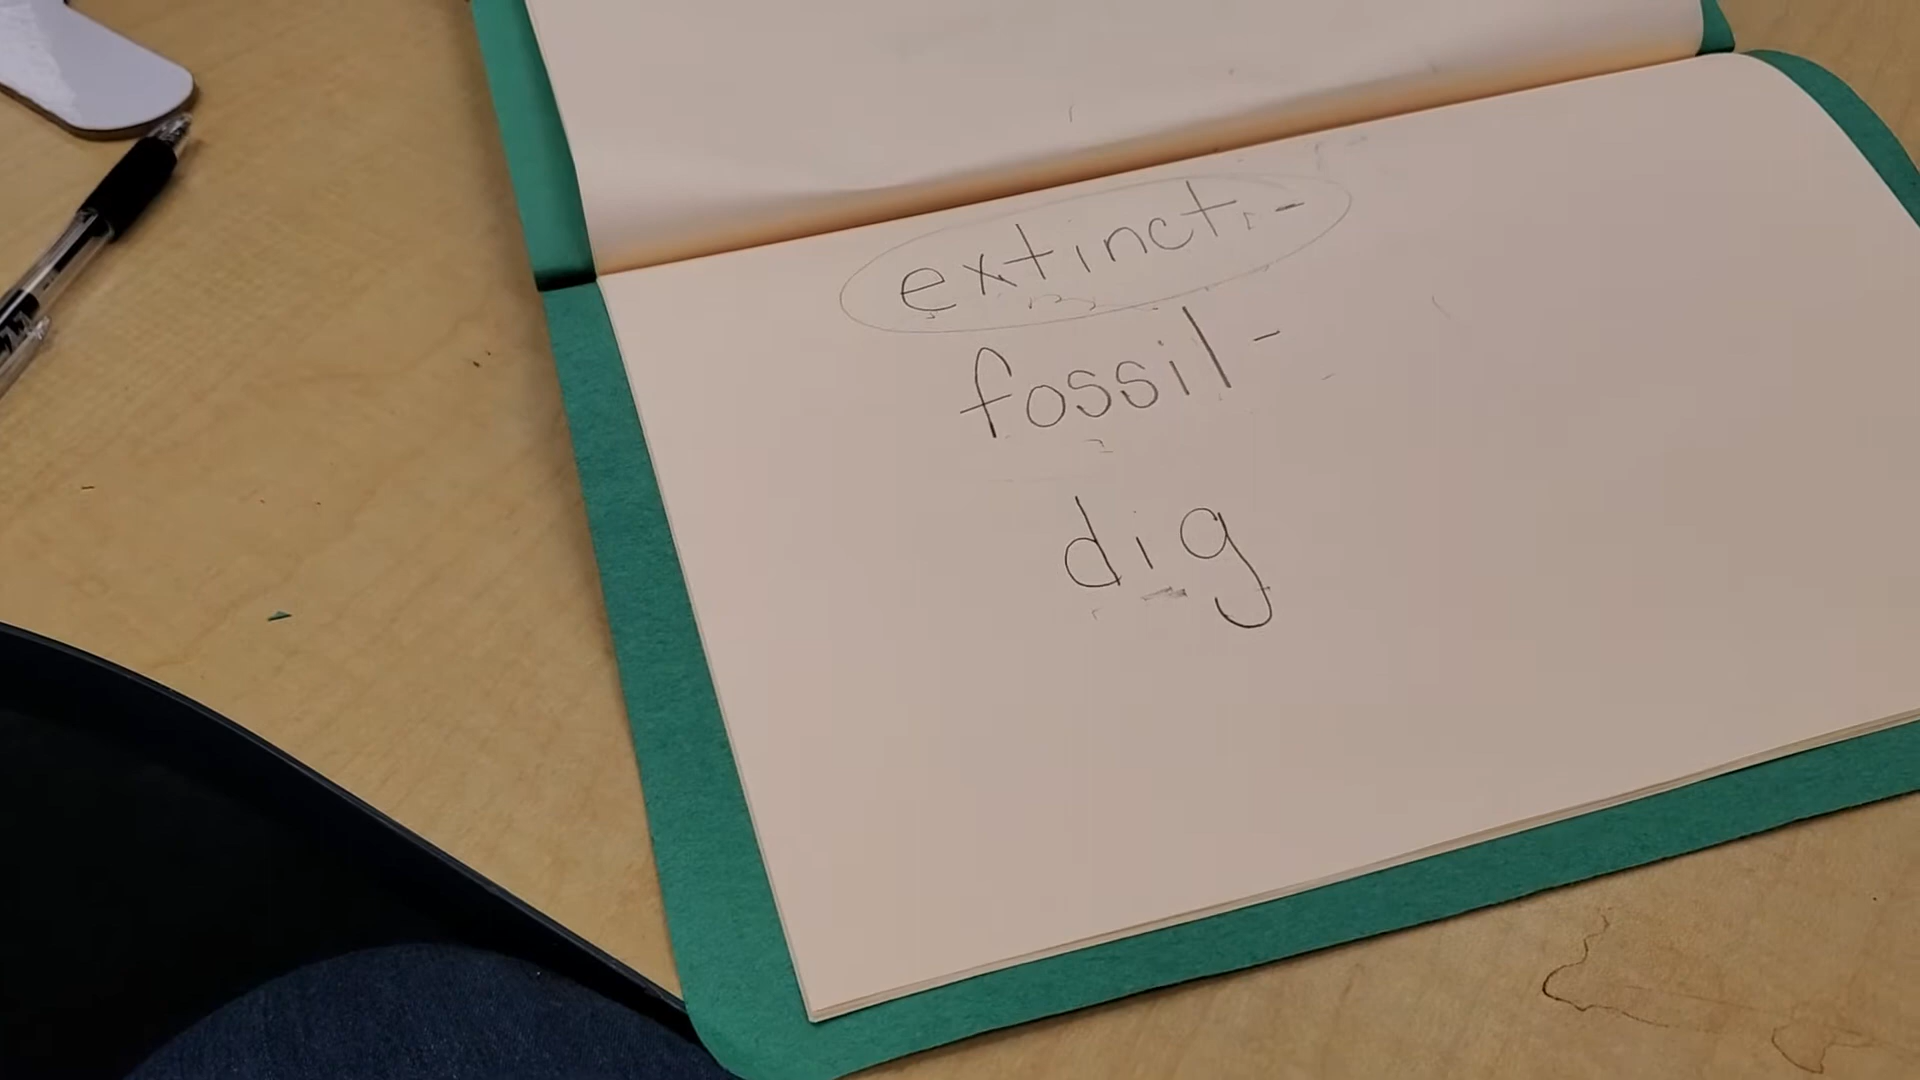 extinct -
fossil -
dig